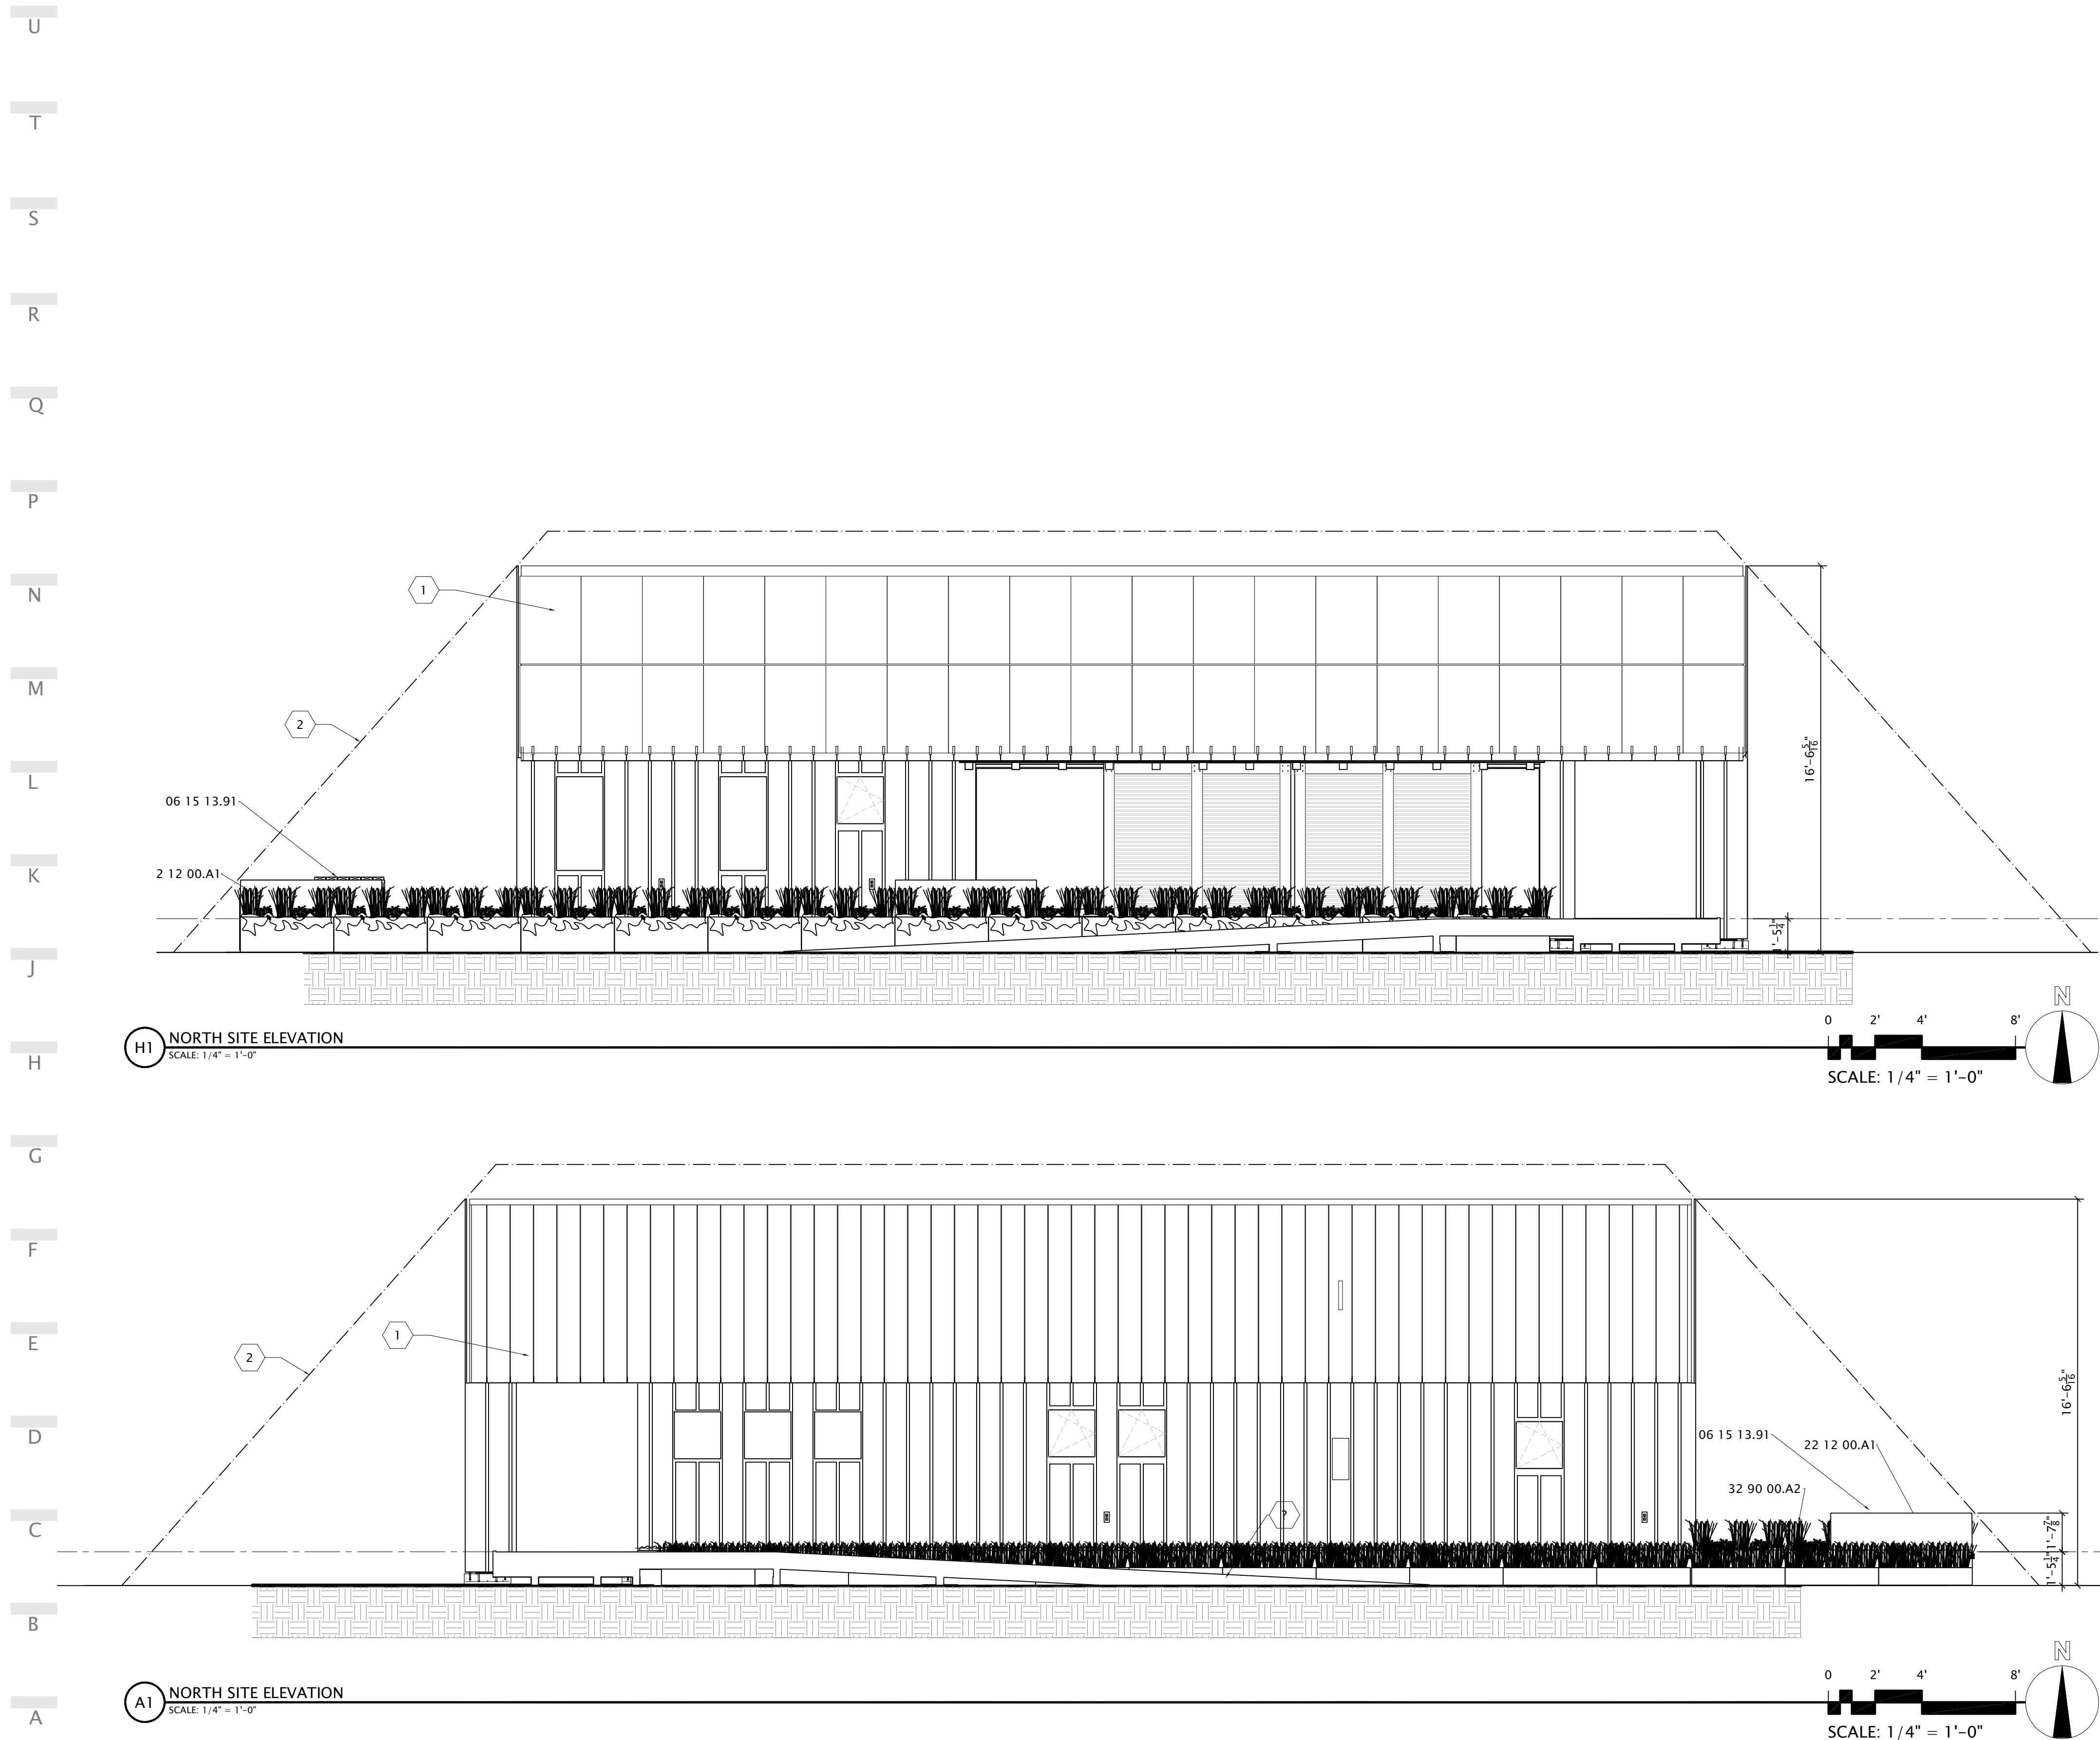 U
T
S
R
Q
P
N
M
L
K
J
H
G
F
E
D
C
B
A
1
2
06 15 13.91
2 12 00.A1
16'-6 5/16"
1'-5 1/4"
H1
NORTH SITE ELEVATION
SCALE: 1/4" = 1'-0"
0 2' 4' 8'
SCALE: 1/4" = 1'-0"
N
1
2
?
06 15 13.91
22 12 00.A1
32 90 00.A2
16'-6 5/16"
1'-7 7/8"
1'-5 1/4"
A1
NORTH SITE ELEVATION
SCALE: 1/4" = 1'-0"
0 2' 4' 8'
SCALE: 1/4" = 1'-0"
N